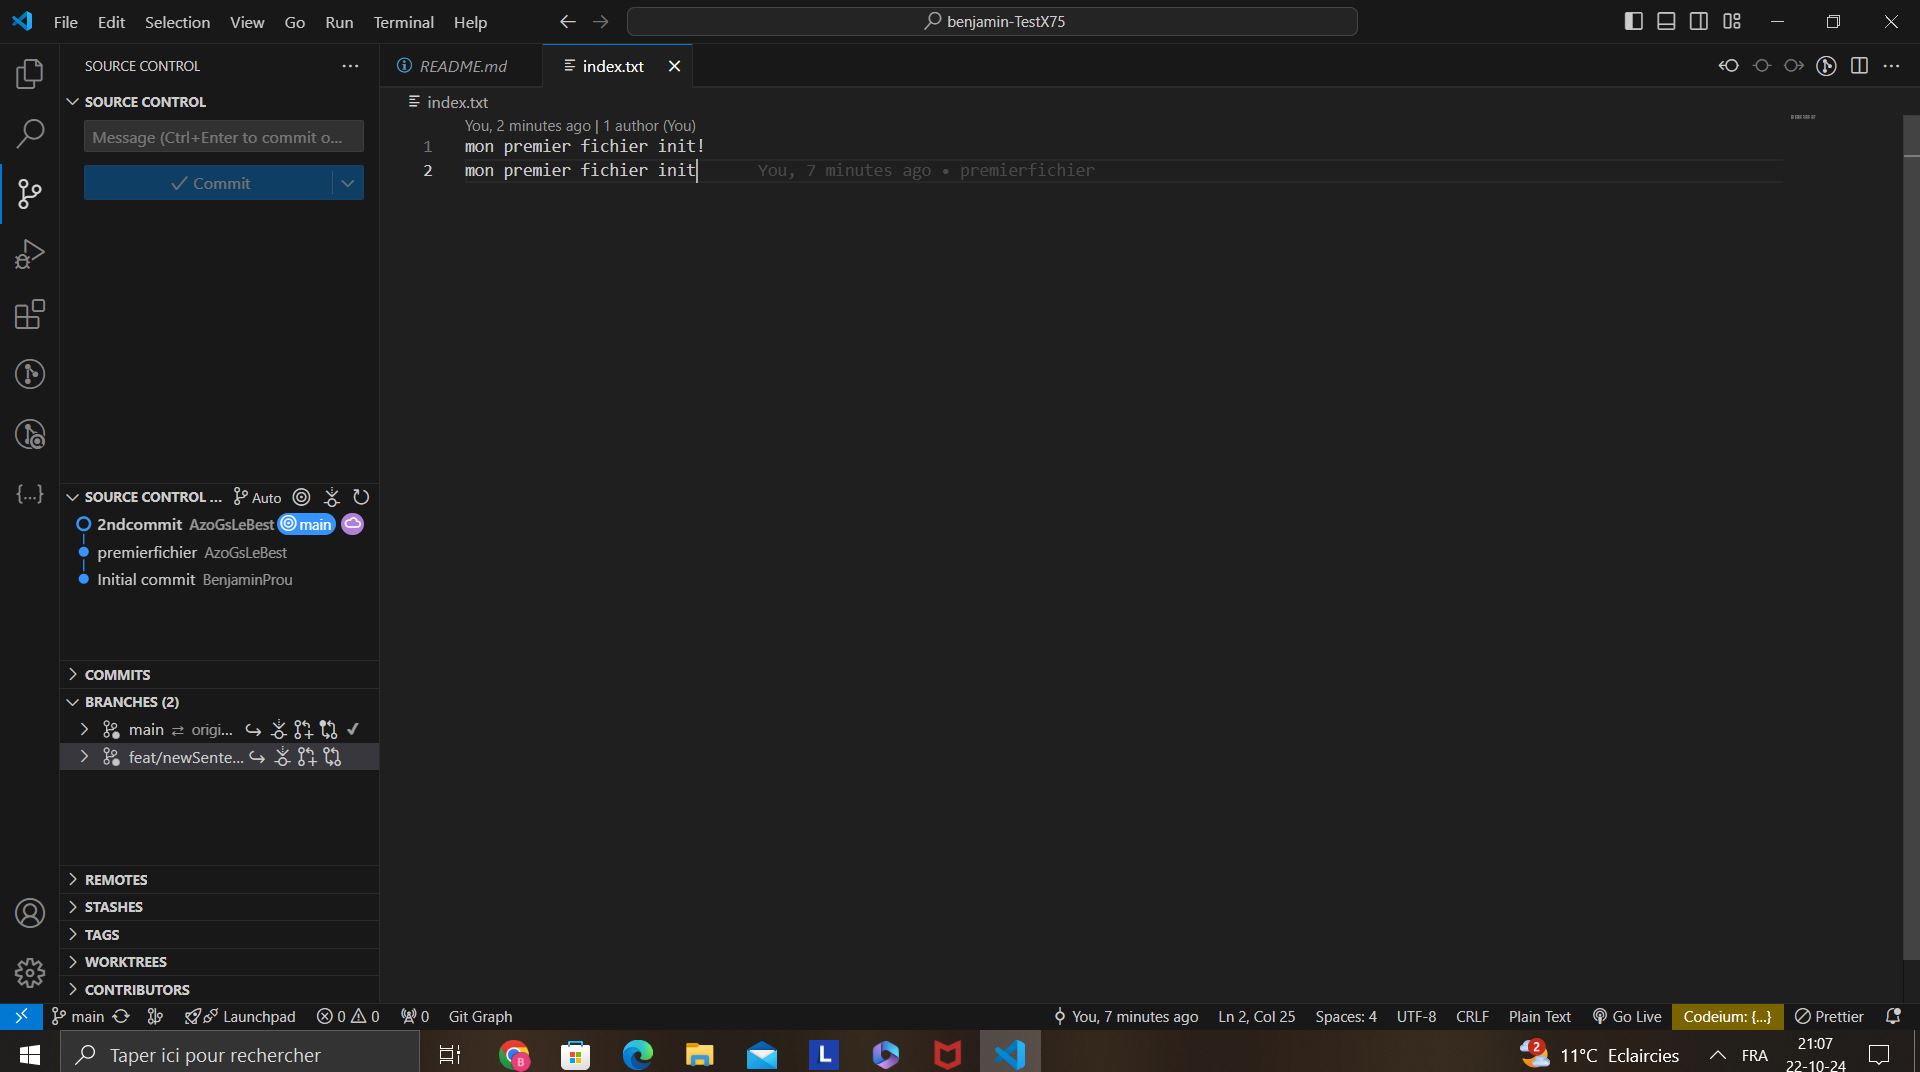 File Edit Selection View Go Run Terminal Help
benjamin-TestX75
SOURCE CONTROL
SOURCE CONTROL
Message (Ctrl+Enter to commit o...
Commit
README.md
index.txt
index.txt
You, 2 minutes ago | 1 author (You)
1 mon premier fichier init!
2 mon premier fichier init You, 7 minutes ago • premierfichier
{...}
SOURCE CONTROL ... Auto
2ndcommit AzoGsLeBest main
premierfichier AzoGsLeBest
Initial commit BenjaminProu
COMMITS
BRANCHES (2)
main ⇄ origi...
feat/newSente...
REMOTES
STASHES
TAGS
WORKTREES
CONTRIBUTORS
main Launchpad 0 0 0 Git Graph You, 7 minutes ago Ln 2, Col 25 Spaces: 4 UTF-8 CRLF Plain Text Go Live Codeium: {...} Prettier
Taper ici pour rechercher
B
L
2
11°C Eclaircies
FRA
21:07
22-10-24